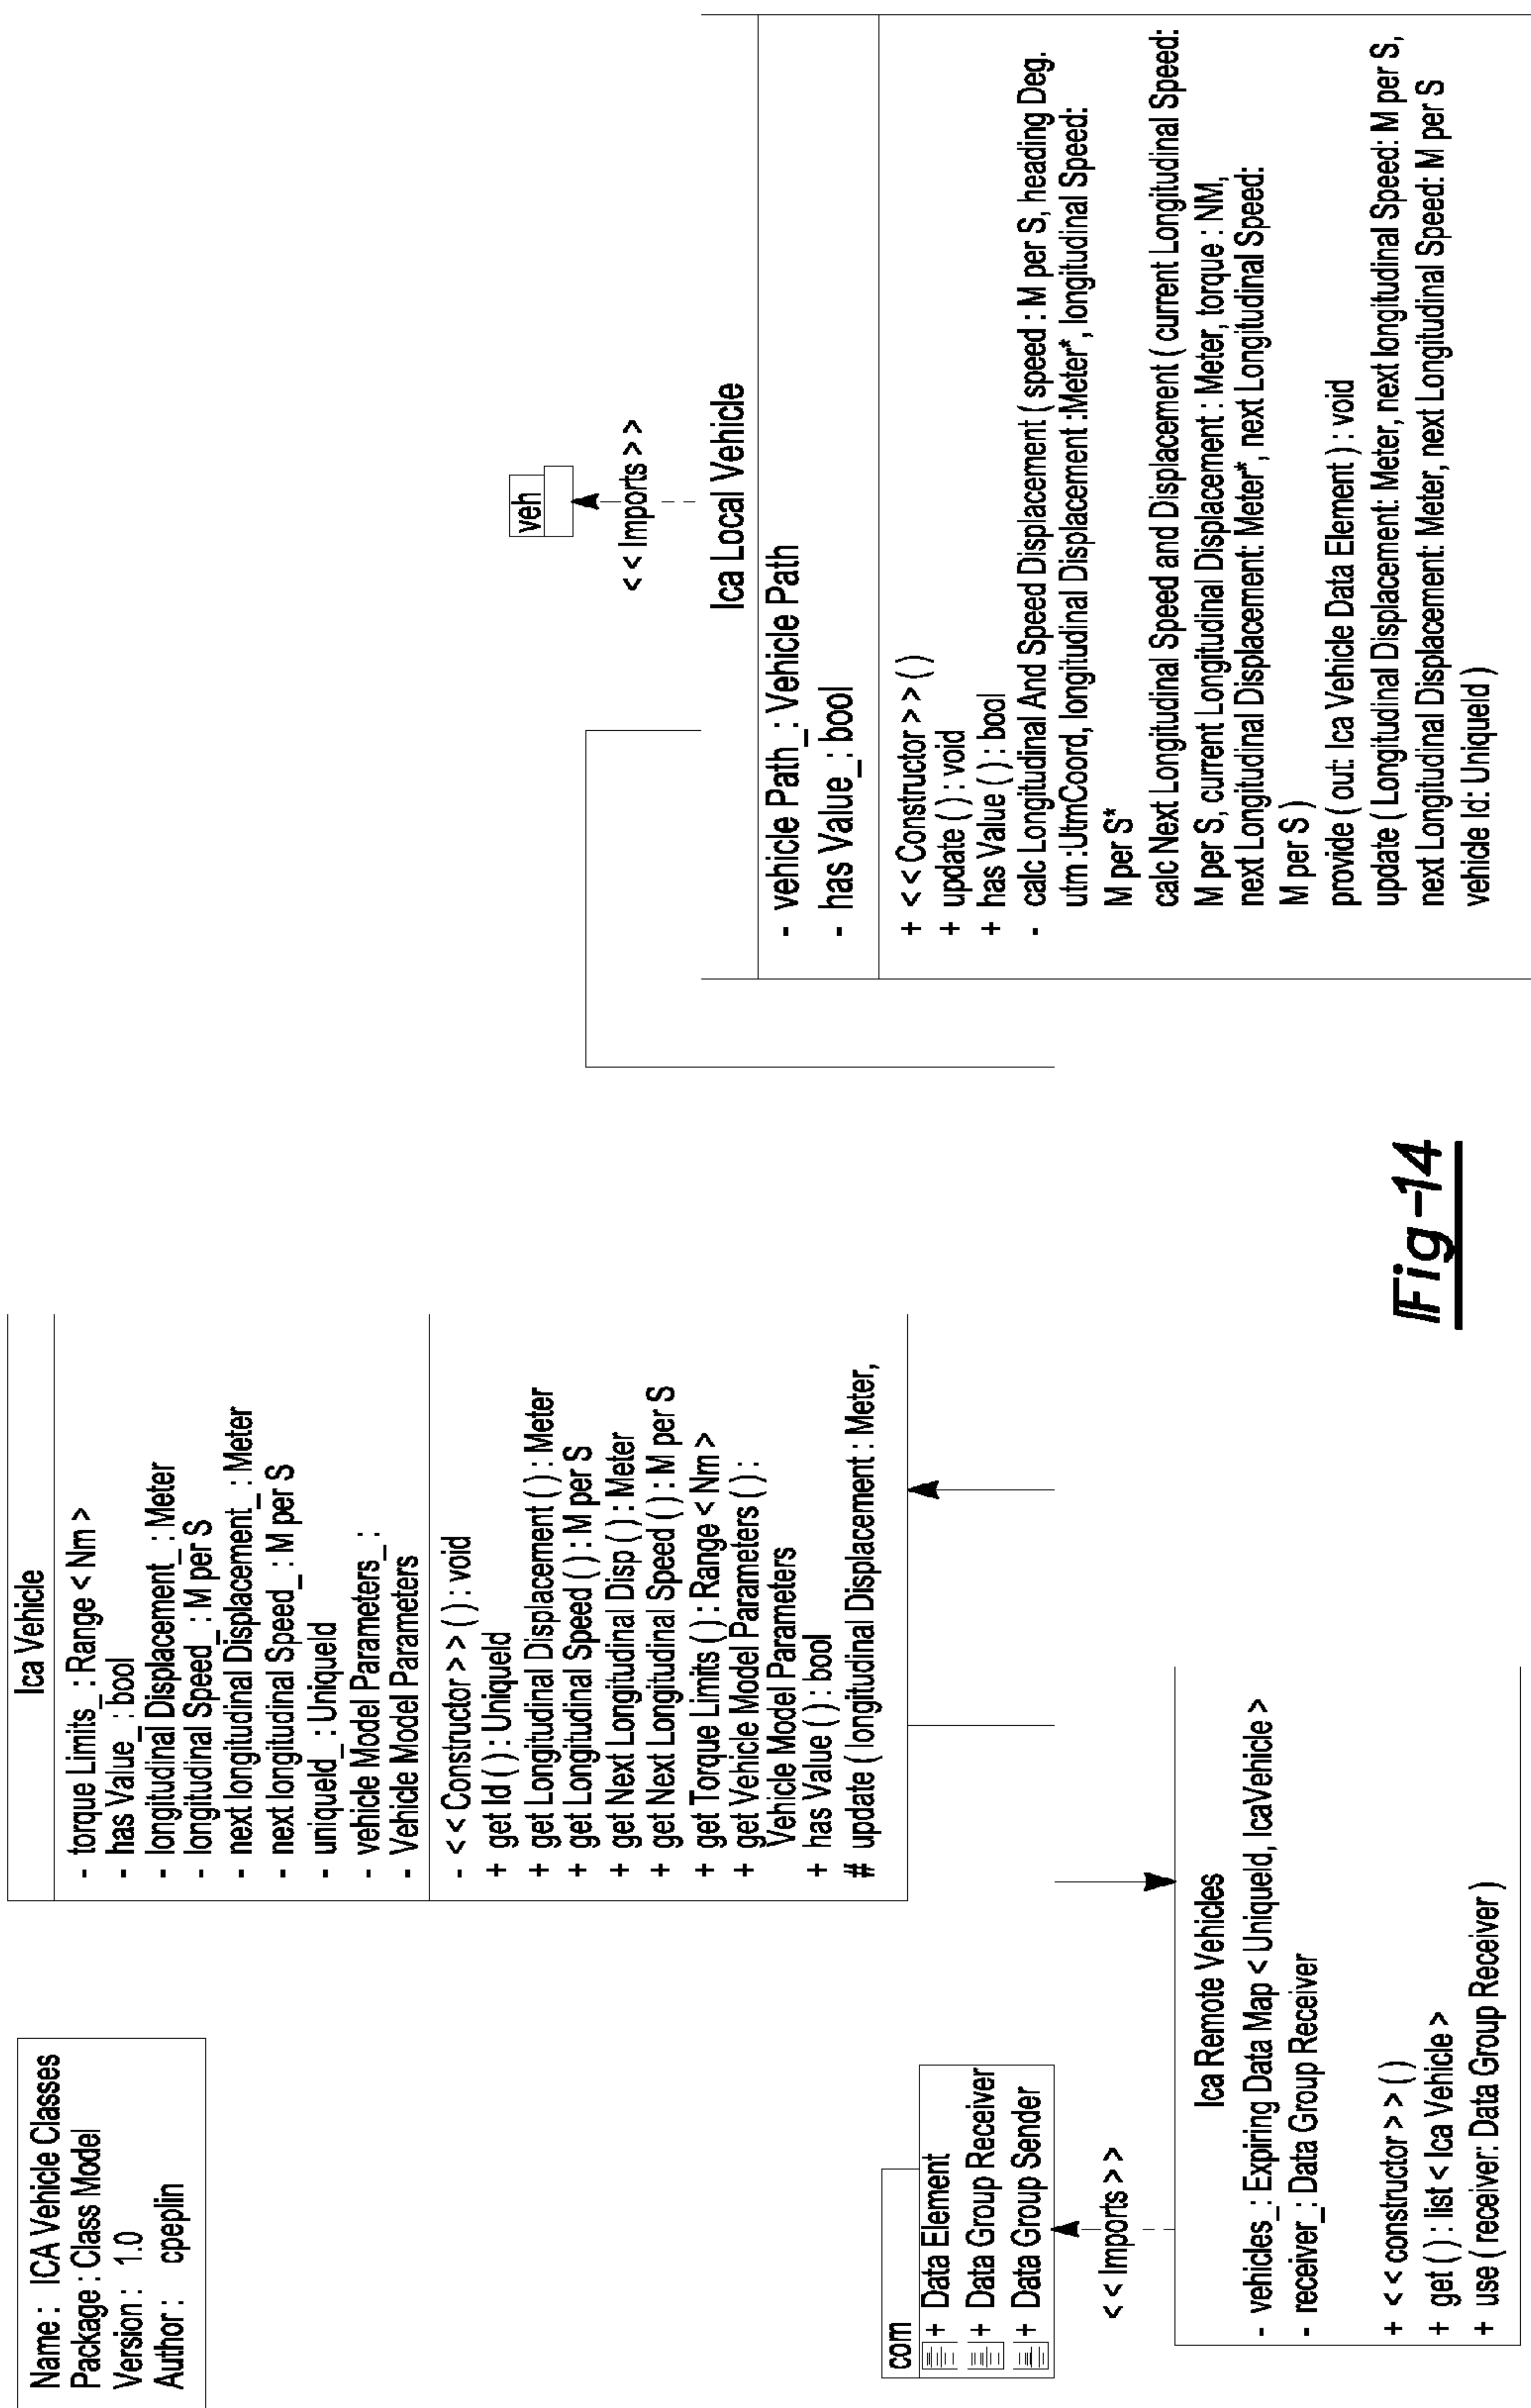 Name : ICA Vehicle Classes
Package : Class Model
Version : 1.0
Author : cpeplin
Ica Vehicle
- torque Limits_ : Range < Nm >
- has Value_ : bool
- longitudinal Displacement_ : Meter
- longitudinal Speed_ : M per S
- next longitudinal Displacement_ : Meter
- next longitudinal Speed_ : M per S
- uniqueId_ : UniqueId
- vehicle Model Parameters_ :
- Vehicle Model Parameters
- < < Constructor > > ( ) : void
+ get Id ( ) : UniqueId
+ get Longitudinal Displacement ( ) : Meter
+ get Longitudinal Speed ( ) : M per S
+ get Next Longitudinal Disp ( ) : Meter
+ get Next Longitudinal Speed ( ) : M per S
+ get Torque Limits ( ) : Range < Nm >
+ get Vehicle Model Parameters ( ) :
Vehicle Model Parameters
+ has Value ( ) : bool
# update ( longitudinal Displacement : Meter,
veh
< < Imports > >
Ica Local Vehicle
- vehicle Path_ : Vehicle Path
- has Value_ : bool
+ < < Constructor > > ( )
+ update ( ) : void
+ has Value ( ) : bool
- calc Longitudinal And Speed Displacement ( speed : M per S, heading Deg.
utm :UtmCoord, longitudinal Displacement :Meter*, longitudinal Speed:
M per S*
calc Next Longitudinal Speed and Displacement ( current Longitudinal Speed:
M per S, current Longitudinal Displacement : Meter, torque : NM,
next Longitudinal Displacement: Meter*, next Longitudinal Speed:
M per S )
provide ( out: Ica Vehicle Data Element ) : void
update ( Longitudinal Displacement: Meter, next longitudinal Speed: M per S,
next Longitudinal Displacement: Meter, next Longitudinal Speed: M per S
vehicle Id: UniqueId )
com
+ Data Element
+ Data Group Receiver
+ Data Group Sender
< < Imports > >
Ica Remote Vehicles
- vehicles_ : Expiring Data Map < UniqueId, IcaVehicle >
- receiver_ : Data Group Receiver
+ < < constructor > > ( )
+ get ( ) : list < Ica Vehicle >
+ use ( receiver: Data Group Receiver )
Fig-14